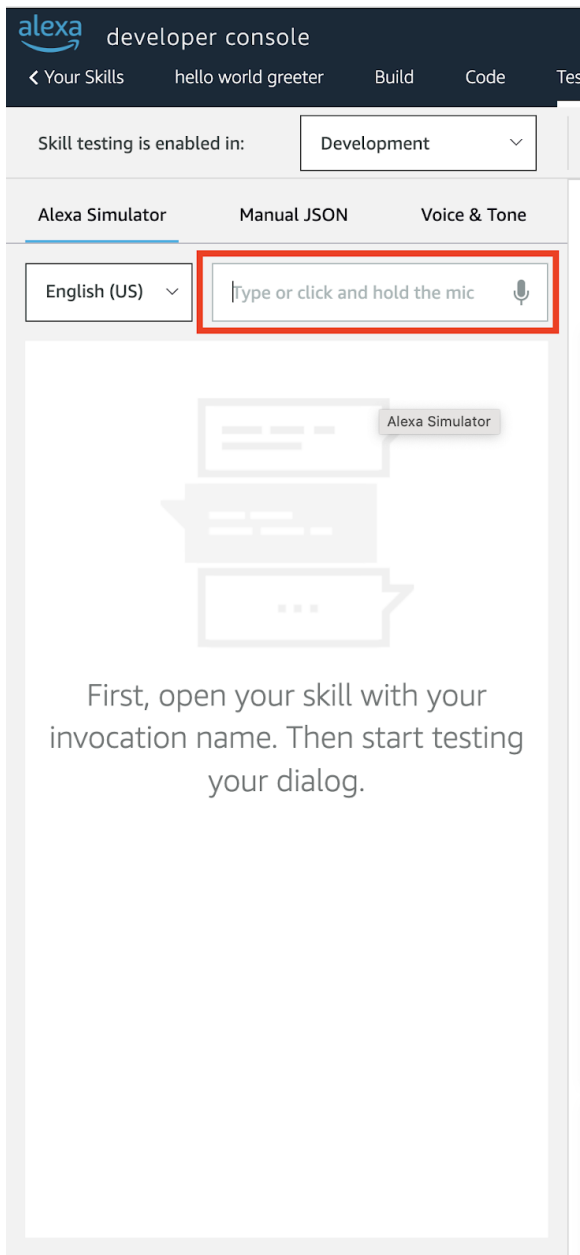 alexa developer console
Your Skills hello world greeter Build Code Tes
Skill testing is enabled in: Development
Alexa Simulator Manual JSON Voice & Tone
English (US) Type or click and hold the mic
Alexa Simulator
First, open your skill with your
invocation name. Then start testing
your dialog.